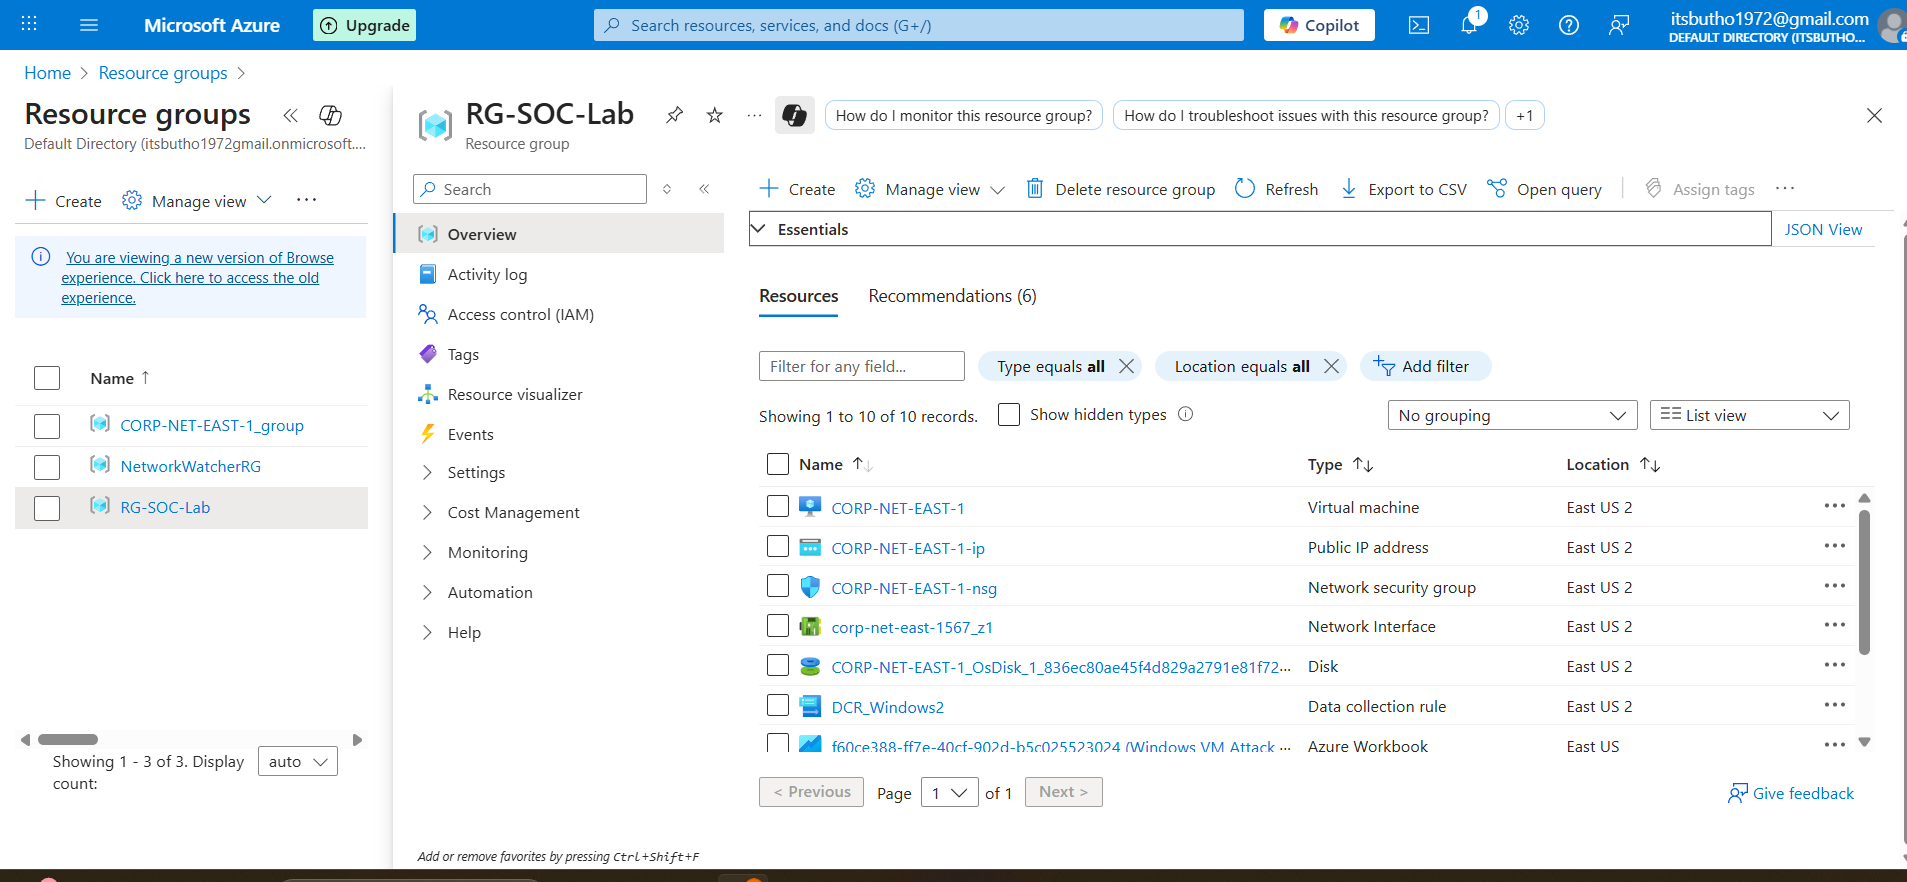 Microsoft Azure
Upgrade
Search resources, services, and docs (G+/)
Copilot
1
itsbutho1972@gmail.com
DEFAULT DIRECTORY (ITSBUTHO...
Home > Resource groups >
Resource groups
Default Directory (itsbutho1972gmail.onmicrosoft....
Create
Manage view
...
You are viewing a new version of Browse
experience. Click here to access the old
experience.
Name ↑
CORP-NET-EAST-1_group
NetworkWatcherRG
RG-SOC-Lab
Showing 1 - 3 of 3. Display
count:
auto
RG-SOC-Lab
Resource group
...
How do I monitor this resource group?
How do I troubleshoot issues with this resource group?
+1
Search
Overview
Activity log
Access control (IAM)
Tags
Resource visualizer
Events
Settings
Cost Management
Monitoring
Automation
Help
Add or remove favorites by pressing Ctrl+Shift+F
Create
Manage view
Delete resource group
Refresh
Export to CSV
Open query
Assign tags
...
Essentials
JSON View
Resources
Recommendations (6)
Filter for any field...
Type equals all
Location equals all
Add filter
Showing 1 to 10 of 10 records.
Show hidden types
No grouping
List view
Name ↑↓ Type ↑↓ Location ↑↓
CORP-NET-EAST-1 Virtual machine East US 2 ...
CORP-NET-EAST-1-ip Public IP address East US 2 ...
CORP-NET-EAST-1-nsg Network security group East US 2 ...
corp-net-east-1567_z1 Network Interface East US 2 ...
CORP-NET-EAST-1_OsDisk_1_836ec80ae45f4d829a2791e81f72... Disk East US 2 ...
DCR_Windows2 Data collection rule East US 2 ...
f60ce388-ff7e-40cf-902d-b5c025523024 (Windows VM Attack ... Azure Workbook East US ...
< Previous
Page
1
of 1
Next >
Give feedback